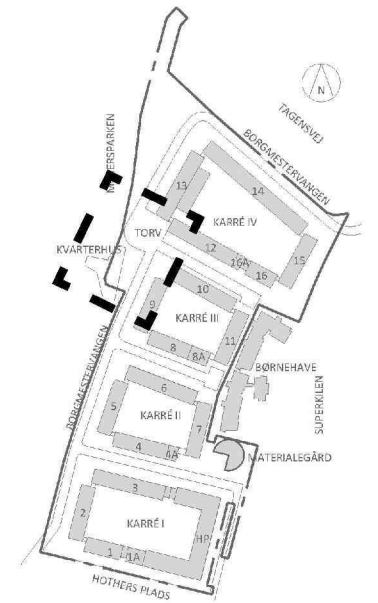 N
TAGENSVEJ
BORGMESTERVANGEN
13
14
KARRÉ IV
TORV
12
16A
16
15
KVARTERHUS
10
9
KARRÉ III
11
8
8A
BØRNEHAVE
SUPERKILEN
BORGMESTERVANGEN
6
5
KARRÉ II
7
4
4A
MATERIALEGÅRD
3
2
KARRÉ I
HP
1
1A
HOTHERS PLADS